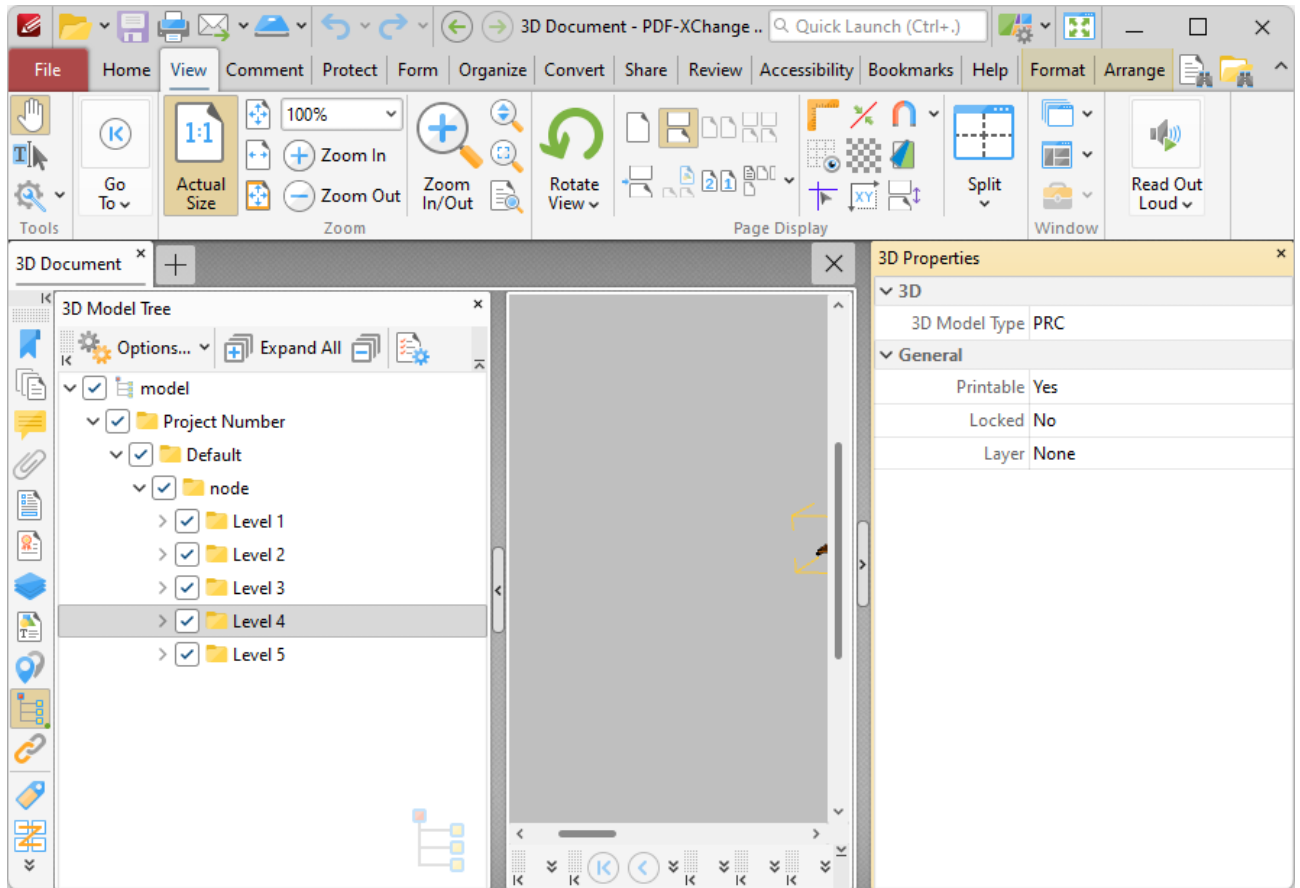 3D Document - PDF-XChange .. Quick Launch (Ctrl+.)
File Home View Comment Protect Form Organize Convert Share Review Accessibility Bookmarks Help Format Arrange
1:1 100%
Zoom In
Go To Actual Size Zoom Out Zoom In/Out Rotate View 21 XY Split Read Out Loud
Tools Zoom Page Display Window
3D Document
3D Properties
3D
3D Model Type PRC
General
Printable Yes
Locked No
Layer None
3D Model Tree
Options... Expand All
model
Project Number
Default
node
Level 1
Level 2
Level 3
Level 4
Level 5